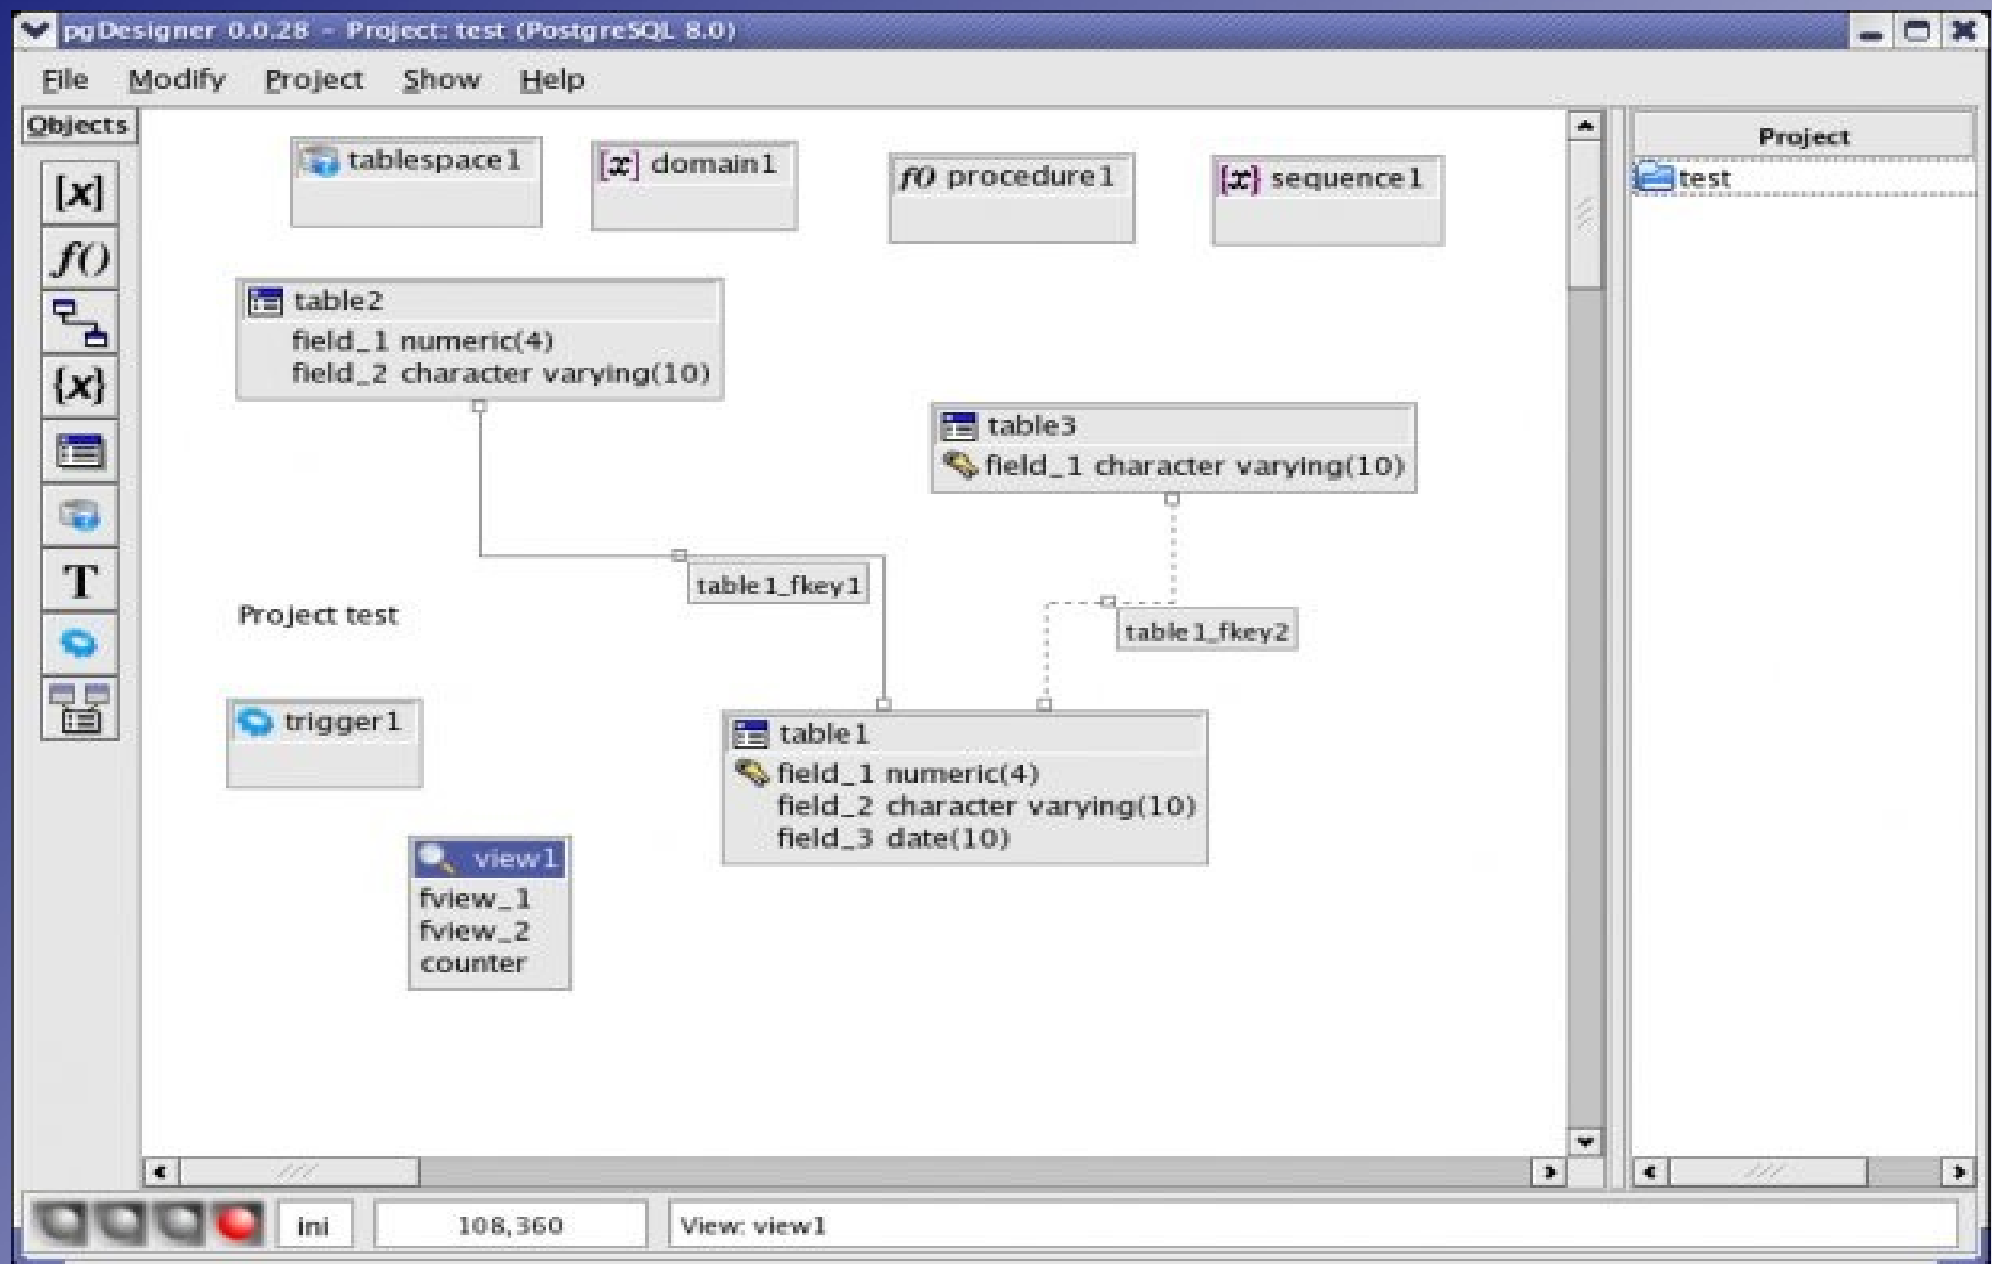 pgDesigner 0.0.28 - Project: test (PostgreSQL 8.0)
File Modify Project Show Help
Objects
[x]
f()
{x}
T
tablespace1
[x] domain1
f() procedure1
{x} sequence1
table2
field_1 numeric(4)
field_2 character varying(10)
table3
field_1 character varying(10)
table1_fkey1
table1_fkey2
Project test
trigger1
table1
field_1 numeric(4)
field_2 character varying(10)
field_3 date(10)
view1
fview_1
fview_2
counter
Project
test
ini
108,360
View: view1